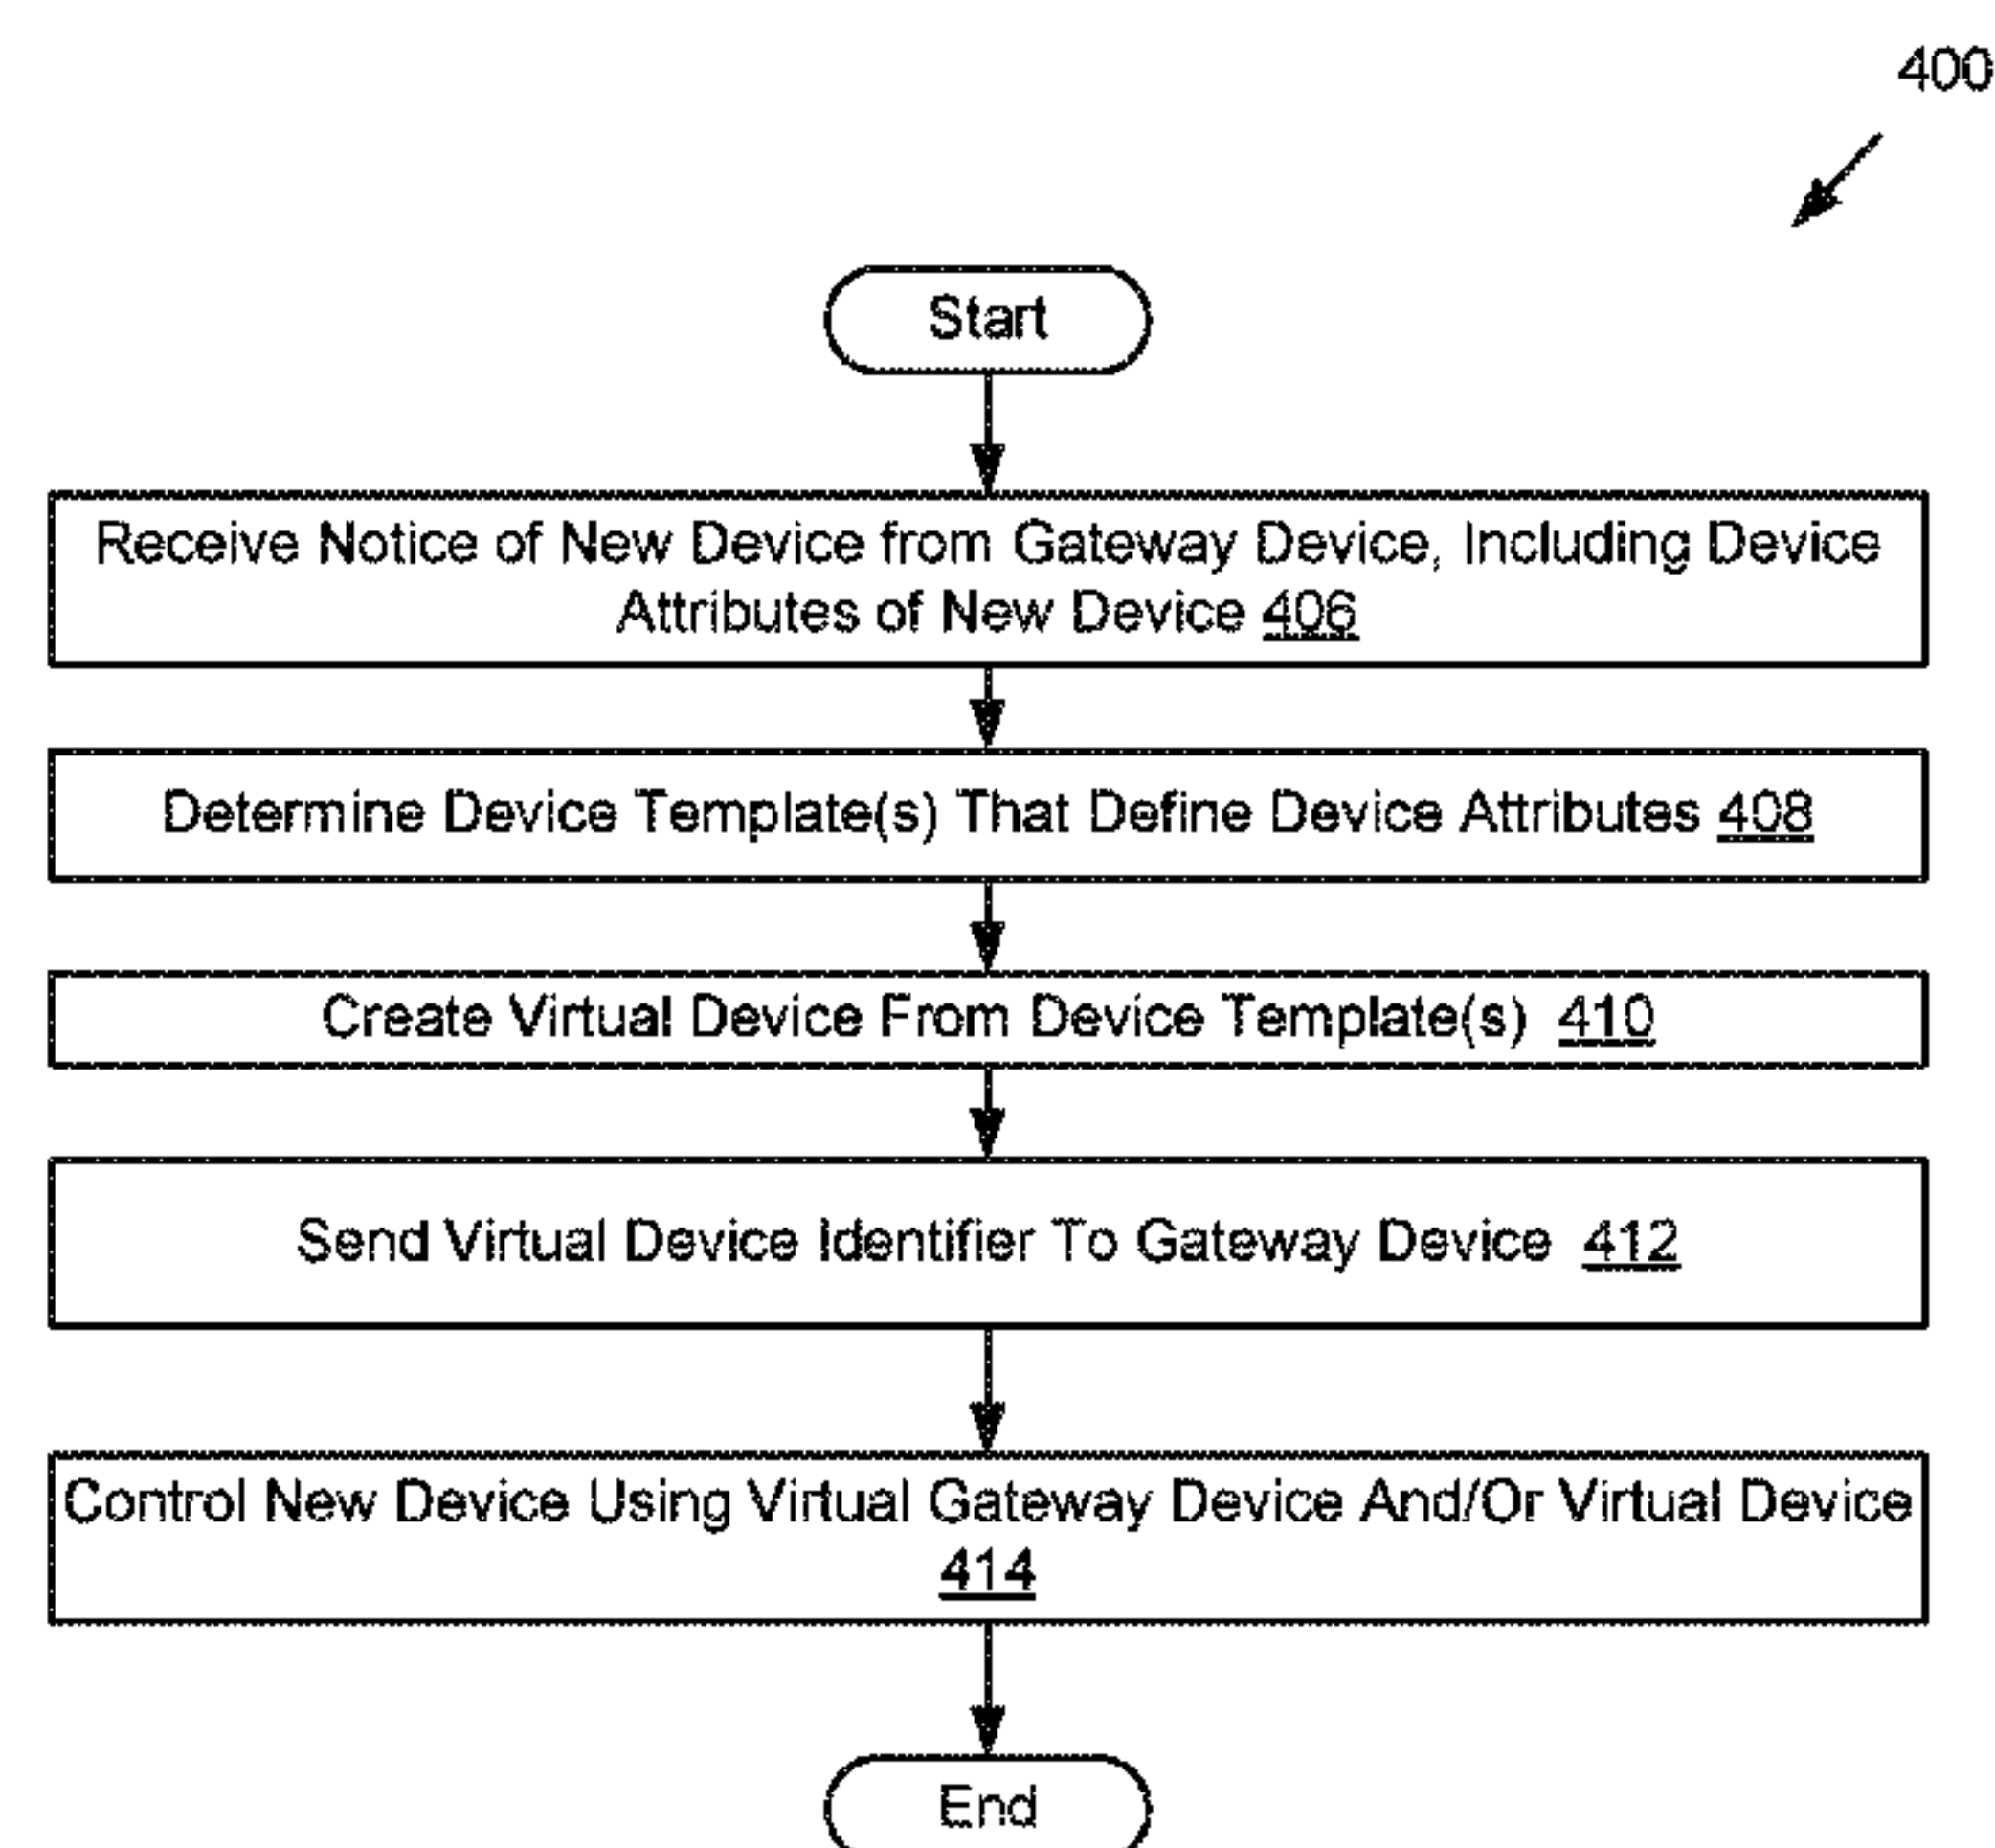 400
Start
Receive Notice of New Device from Gateway Device, Including Device
Attributes of New Device 406
Determine Device Template(s) That Define Device Attributes 408
Create Virtual Device From Device Template(s) 410
Send Virtual Device Identifier To Gateway Device 412
Control New Device Using Virtual Gateway Device And/Or Virtual Device
414
End